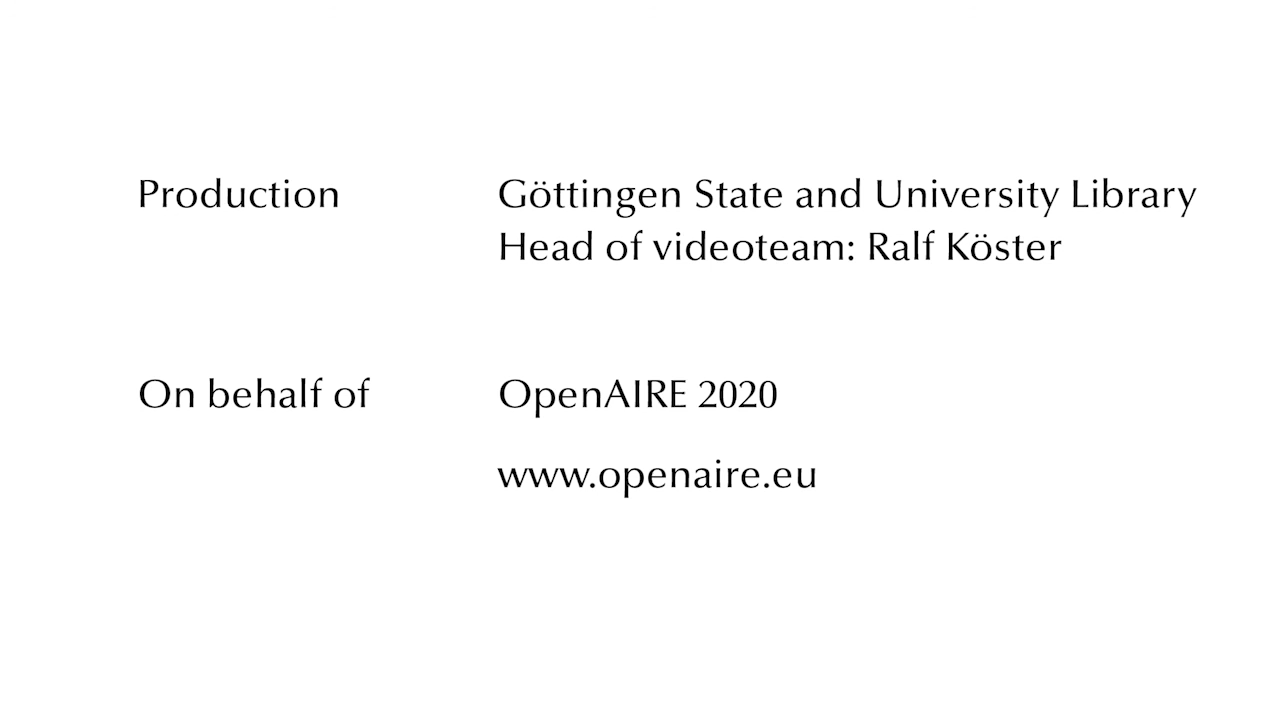 Production Göttingen State and University Library
Head of videoteam: Ralf Köster
On behalf of OpenAIRE 2020
www.openaire.eu